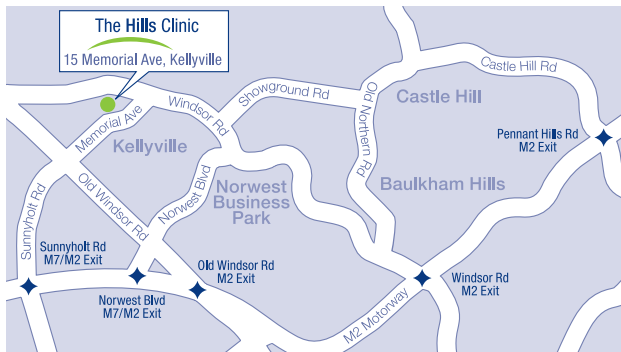 The Hills Clinic
15 Memorial Ave, Kellyville
Castle Hill Rd
Showground Rd
Windsor Rd
Memorial Ave
Castle Hill
Old Northern Rd
Pennant Hills Rd
M2 Exit
Kellyville
Norwest Blvd
Norwest
Business
Park
Baulkham Hills
Old Windsor Rd
Sunnyholt Rd
Sunnyholt Rd
M7/M2 Exit
Old Windsor Rd
M2 Exit
Windsor Rd
M2 Exit
Norwest Blvd
M7/M2 Exit
M2 Motorway